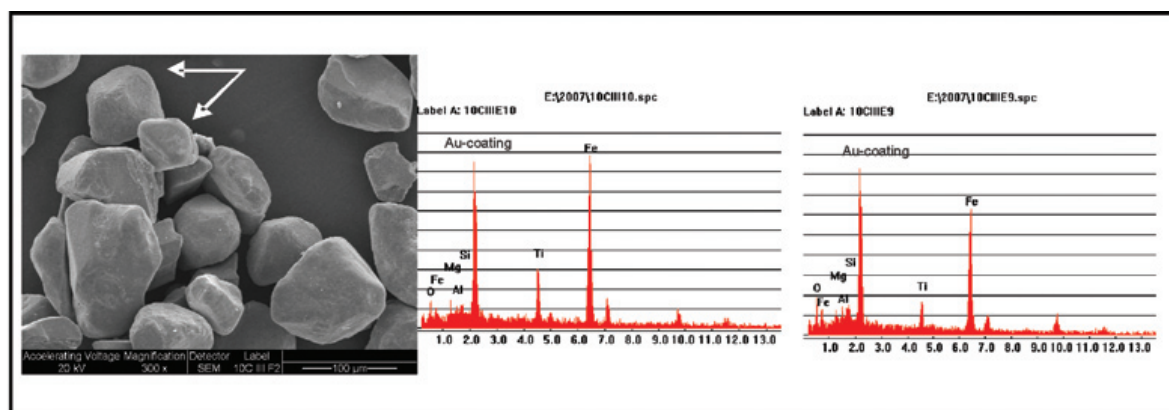 Accelerating Voltage Magnification Detector Label
20 kV 300 x SEM 10C III F2 100 µm
E:\2007\10CIII10.spc
Label A: 10CIIIE10
Au-coating
Fe
Si
Ti
Mg
Fe
Al
O
1.0 2.0 3.0 4.0 5.0 6.0 7.0 8.0 9.0 10.0 11.0 12.0 13.0
E:\2007\10CIIIE9.spc
Label A: 10CIIIE9
Au-coating
Fe
Si
Mg
O
Ti
Al
Fe
1.0 2.0 3.0 4.0 5.0 6.0 7.0 8.0 9.0 10.0 11.0 12.0 13.0